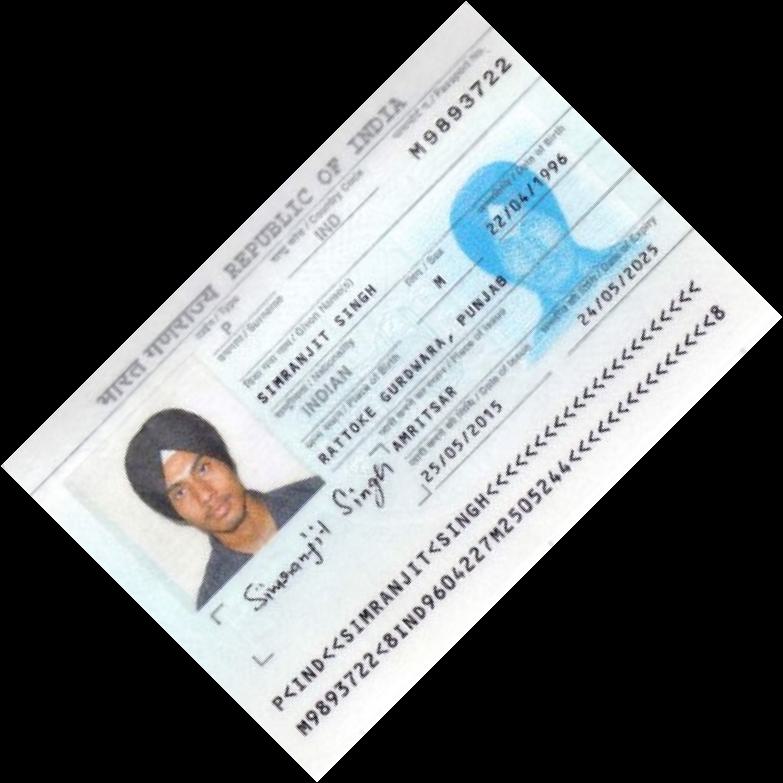 भारत गणराज्य REPUBLIC OF INDIA
टाईप / Type
P
राष्ट्र कोड / Country Code
IND
पासपोर्ट नं. / Passport No.
M9893722
उपनाम / Surname
दिया गया नाम / Given Name(s)
SIMRANJIT SINGH
राष्ट्रीयता / Nationality
INDIAN
लिंग / Sex
M
जन्मतिथि / Date of Birth
22/04/1996
जन्म स्थान / Place of Birth
RATTOKE GURDWARA, PUNJAB
जारी करने का स्थान / Place of Issue
AMRITSAR
जारी करने की तिथि / Date of Issue
25/05/2015
समाप्ति की तिथि / Date of Expiry
24/05/2025
Simranjit Singh
P<IND<<SIMRANJIT<SINGH<<<<<<<<<<<<<<<<<<<<<<
M9893722<8IND9604227M2505244<<<<<<<<<<<<<<<8